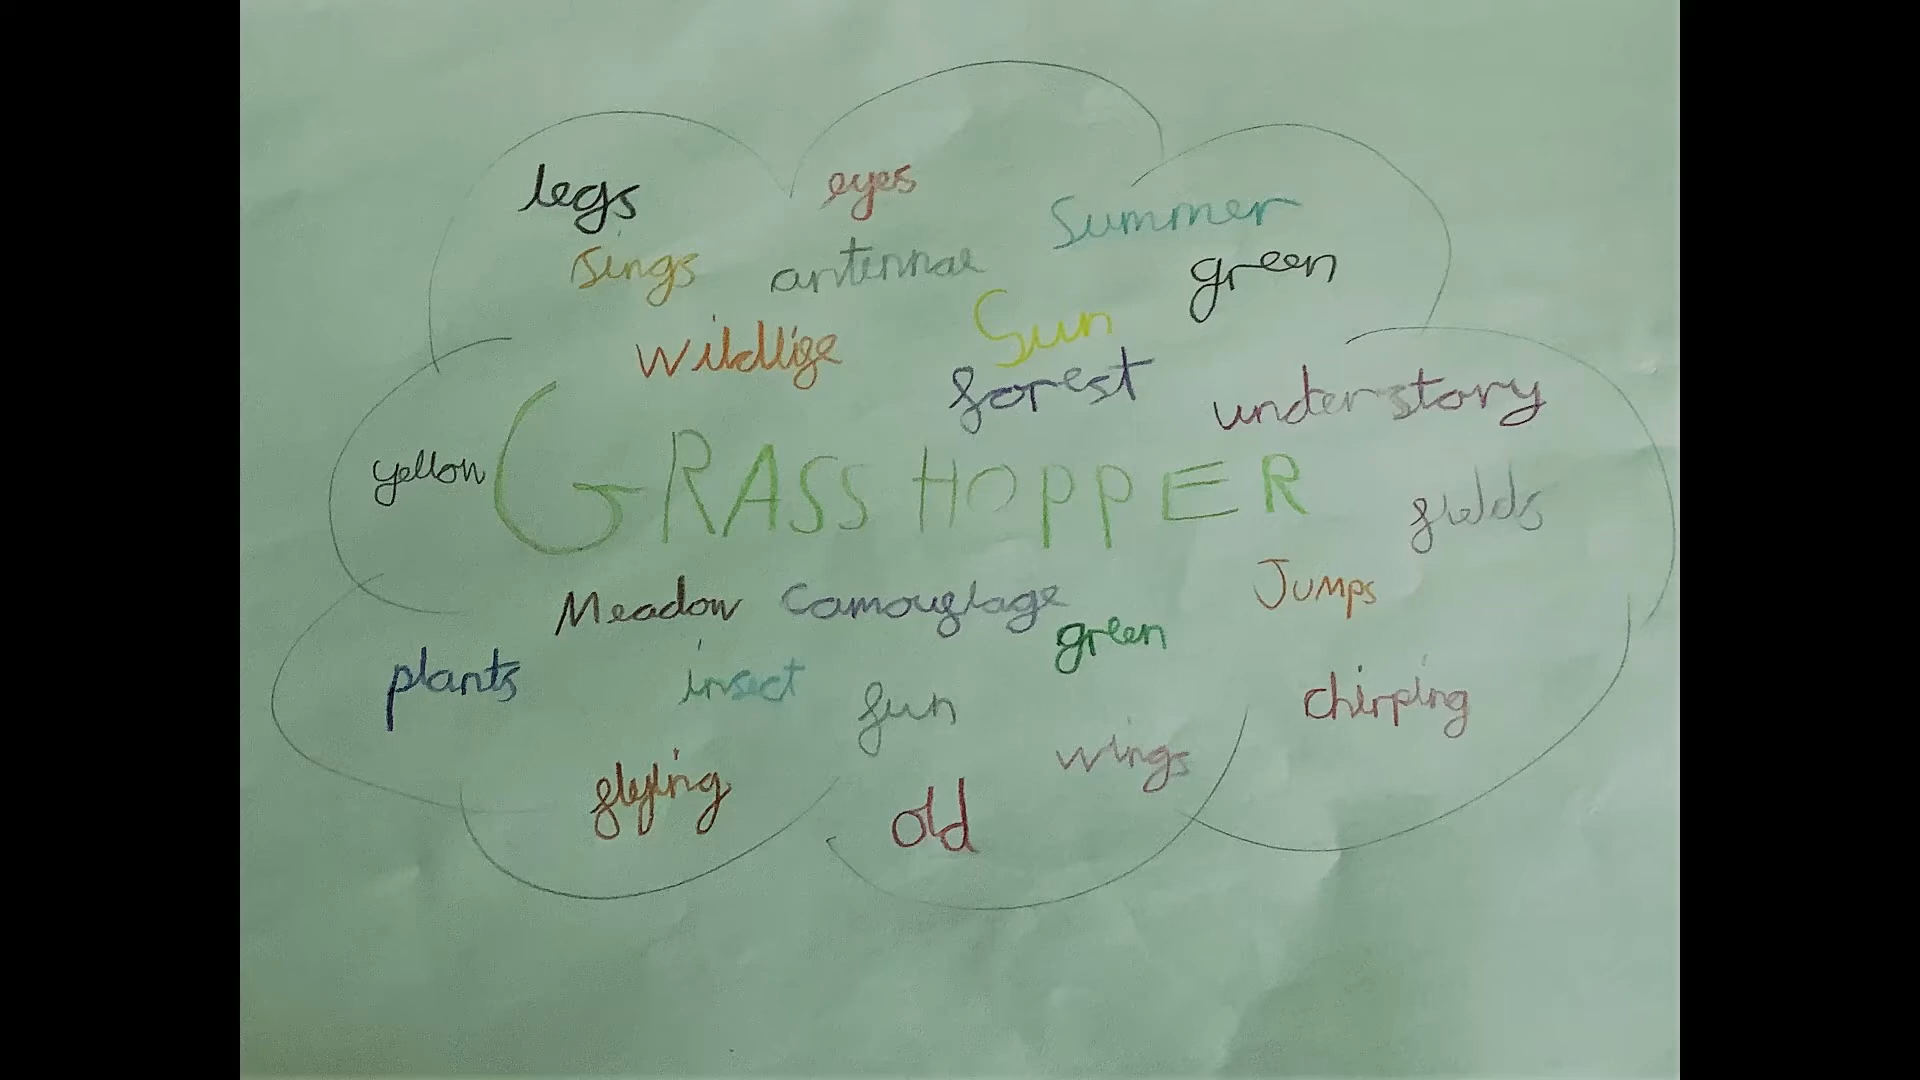 legs
eyes
Summer
sings
antennae
green
Wildlife
Sun
forest
understory
yellow
GRASSHOPPER
fields
Meadow
Camouflage
Jumps
green
plants
insect
fun
chirping
wings
flying
old